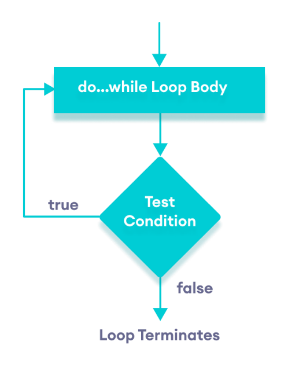 do...while Loop Body
Test
Condition
true
false
Loop Terminates